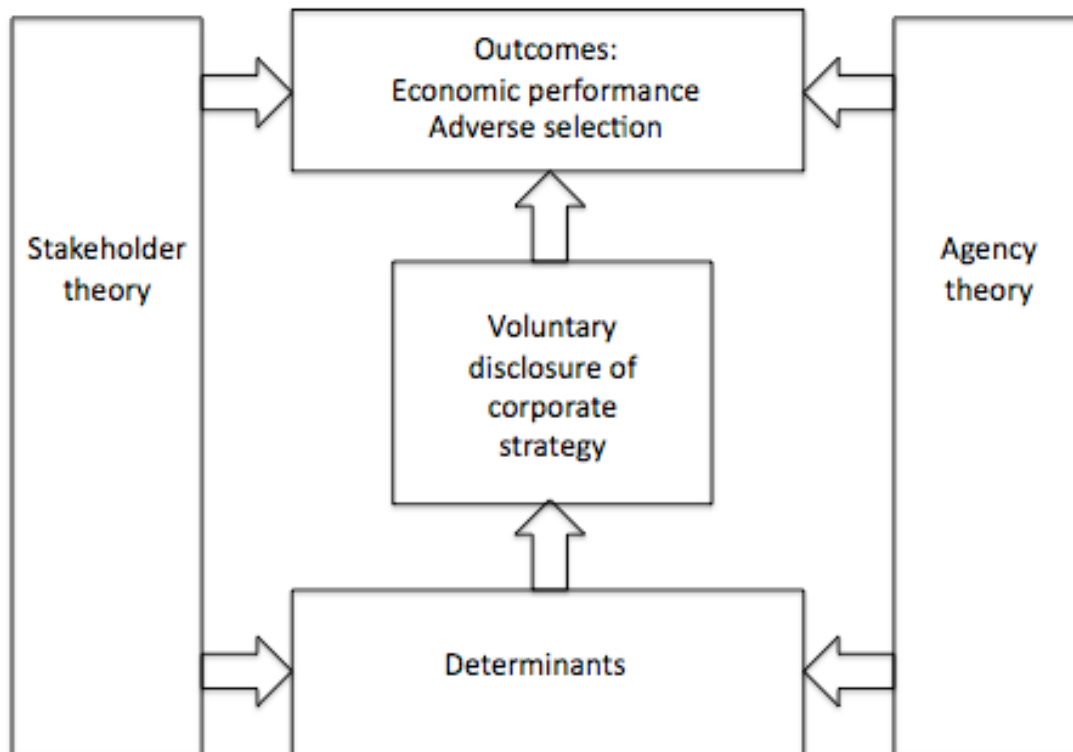 Outcomes:
Economic performance
Adverse selection
Stakeholder
theory
Agency
theory
Voluntary
disclosure of
corporate
strategy
Determinants